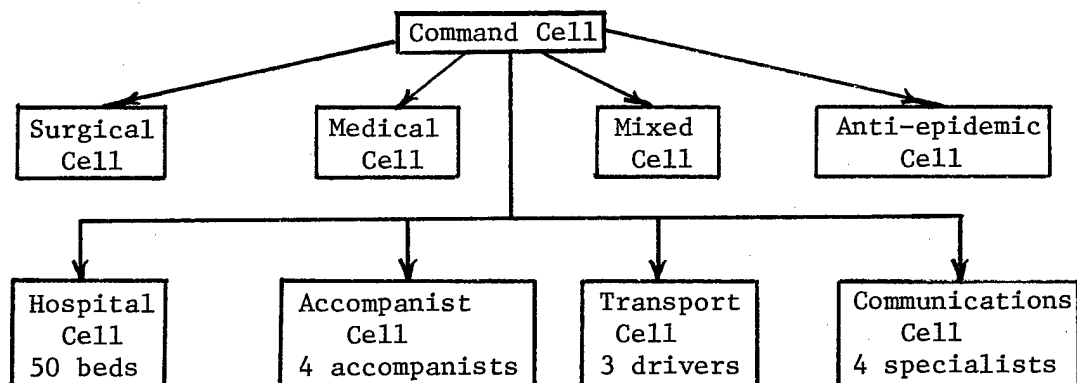 Command Cell
Surgical
Cell
Medical
Cell
Mixed
Cell
Anti-epidemic
Cell
Hospital
Cell
50 beds
Accompanist
Cell
4 accompanists
Transport
Cell
3 drivers
Communications
Cell
4 specialists